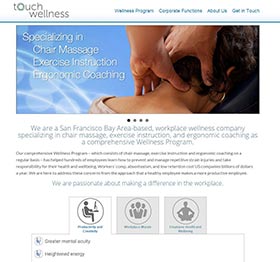 tOuch
wellness
Wellness Program Corporate Functions About Us Get in Touch
Specializing in
Chair Massage
Exercise Instruction
Ergonomic Coaching
We are a San Francisco Bay Area-based, workplace wellness company
specializing in chair massage, exercise instruction, and ergonomic coaching as
a comprehensive Wellness Program.
Our comprehensive Wellness Program - which consists of chair massage, exercise instruction and ergonomic coaching on a
regular basis - has helped hundreds of employees learn how to prevent and manage repetitive strain injuries and take
responsibility for their health and wellbeing. Workers' comp, absenteeism, and low retention cost US companies billions of dollars
a year. We are here to address these concerns from the approach that a healthy employee makes a more productive employee.
We are passionate about making a difference in the workplace.
Productivity and
Creativity
Workplace Morale
Employee Health and
Wellbeing
Greater mental acuity
Heightened energy